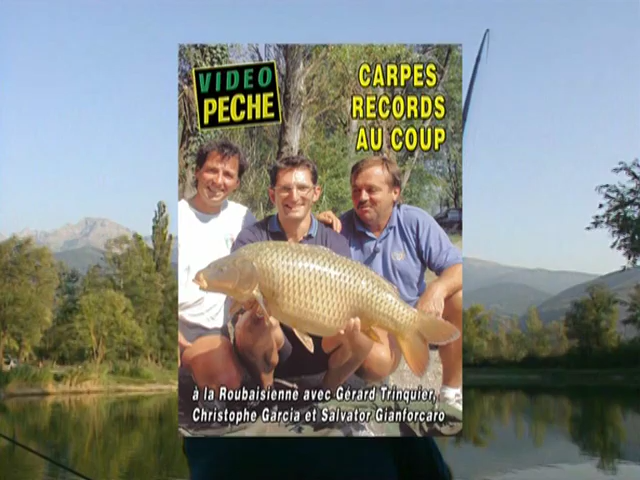 VIDEO
PECHE
CARPES
RECORDS
AU COUP
à la Roubaisienne avec Gérard Trinquier,
Christophe Garcia et Salvator Gianforcaro